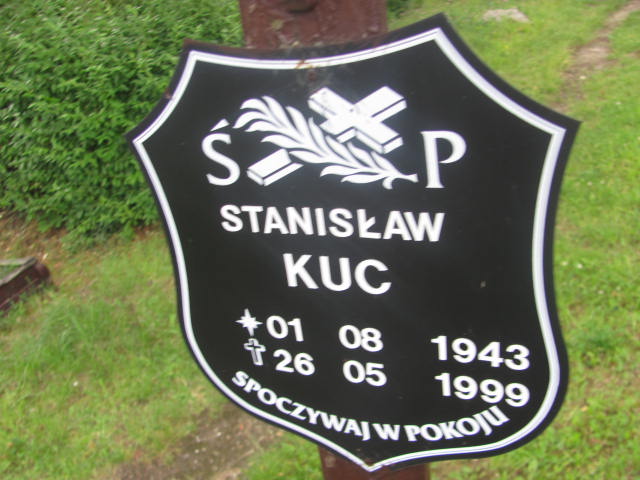 Ś P
STANISŁAW
KUC
01 08 1943
26 05 1999
SPOCZYWAJ W POKOJU